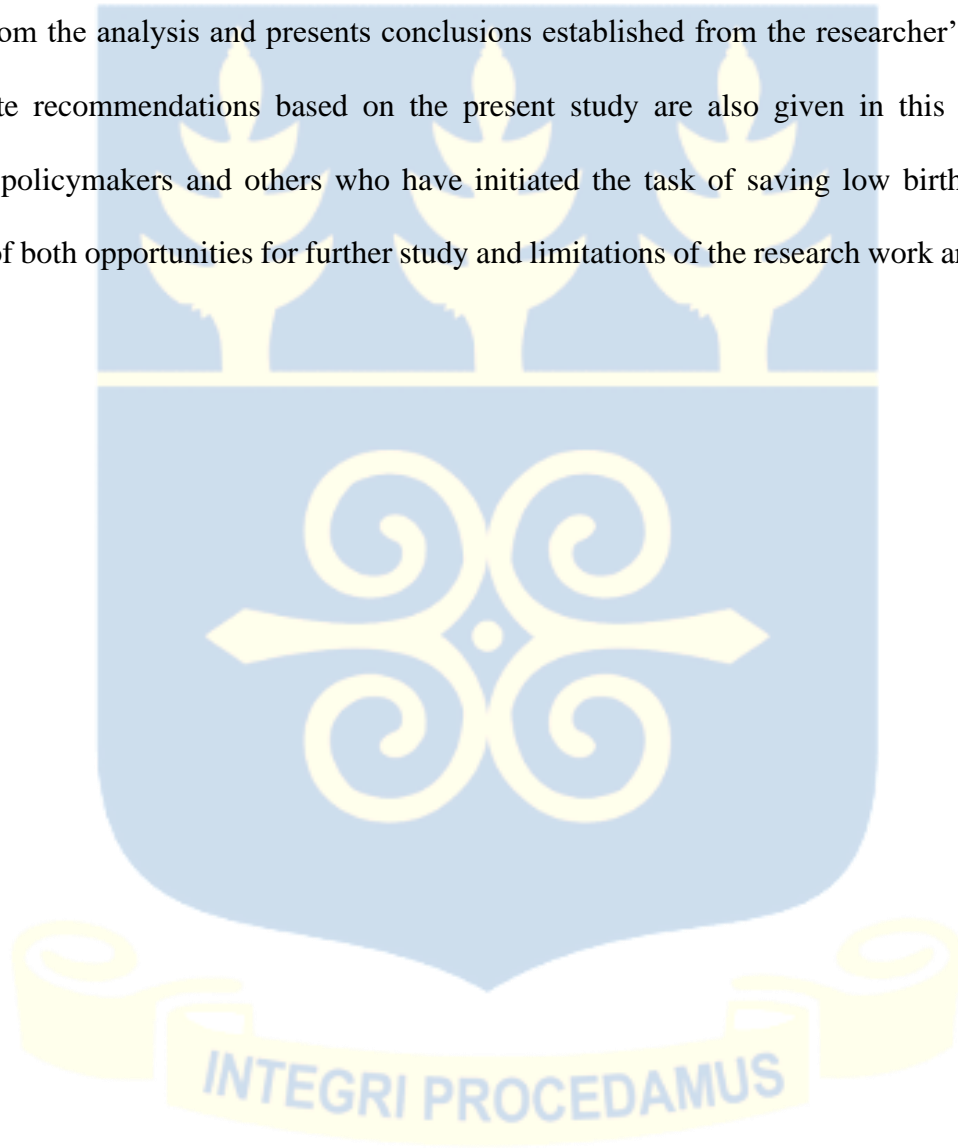 om the analysis and presents conclusions established from the researcher’
te recommendations based on the present study are also given in this
policymakers and others who have initiated the task of saving low birth
of both opportunities for further study and limitations of the research work a
INTEGRI PROCEDAMUS